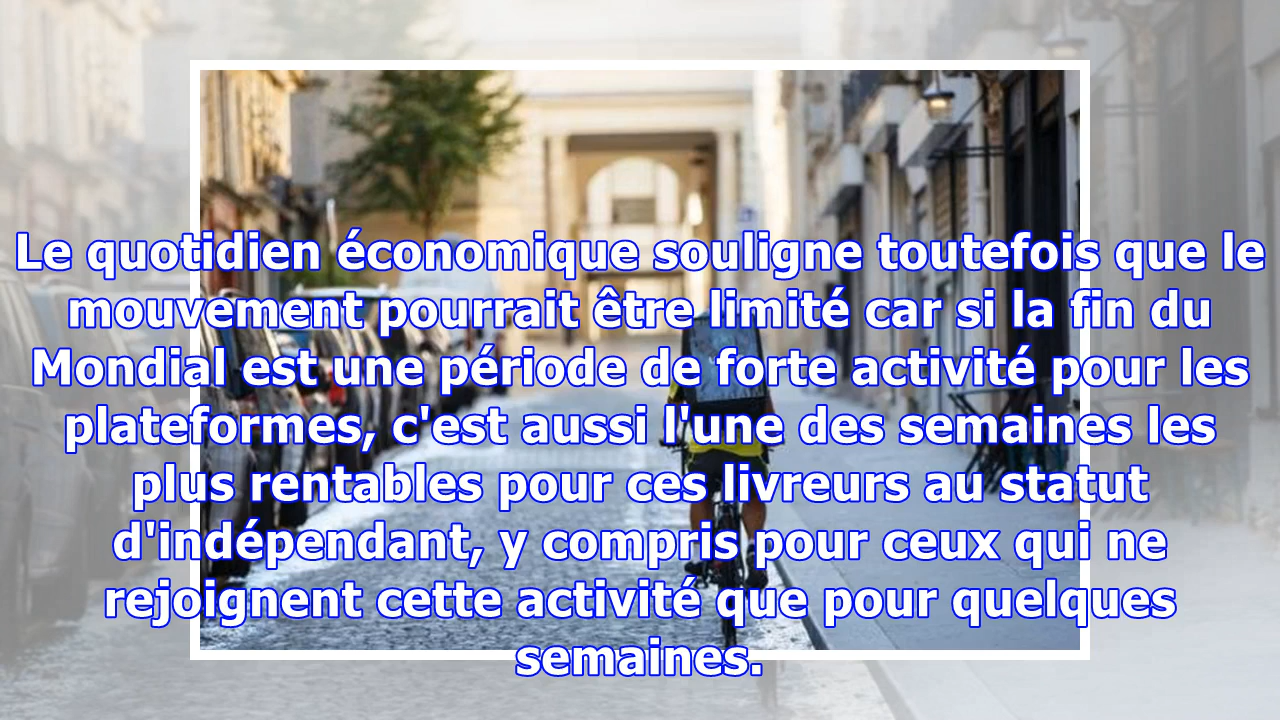 Le quotidien économique souligne toutefois que le
mouvement pourrait être limité car si la fin du
Mondial est une période de forte activité pour les
plateformes, c'est aussi l'une des semaines les
plus rentables pour ces livreurs au statut
d'indépendant, y compris pour ceux qui ne
rejoignent cette activité que pour quelques
semaines.